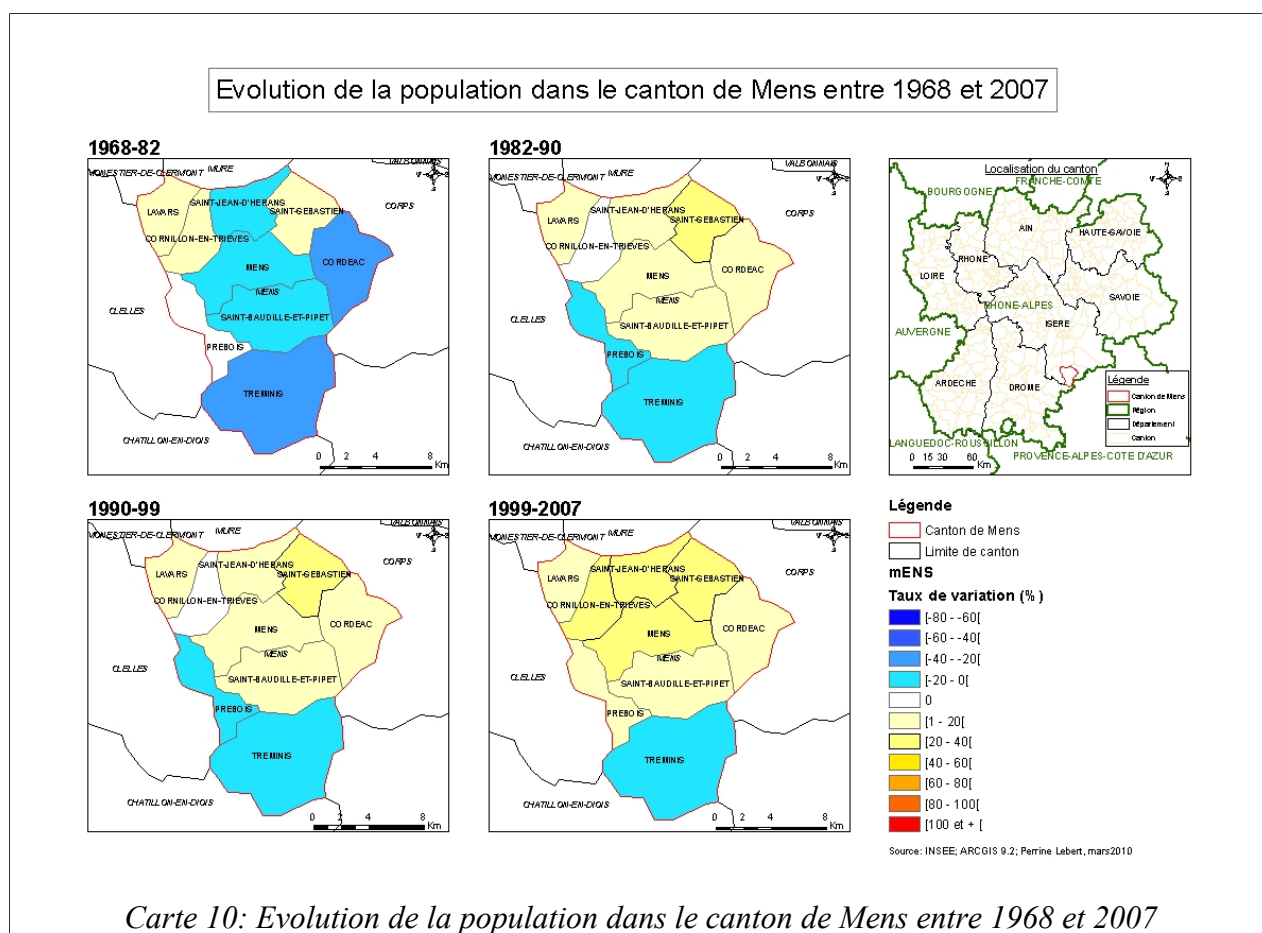 Evolution de la population dans le canton de Mens entre 1968 et 2007
1968-82
MONESTIER-DE-CLERMONT
MURE
VALBONNAIS
CORPS
LAVARS
SAINT-JEAN-D'HERANS
SAINT-SEBASTIEN
CORNILLON-EN-TRIEVES
CORDEAC
MENS
MENS
SAINT-BAUDILLE-ET-PIPET
CLELLES
PREBOIS
TREMINIS
CHATILLON-EN-DIOIS
0 2 4 8
Km
1982-90
MONESTIER-DE-CLERMONT
MURE
VALBONNAIS
CORPS
LAVARS
SAINT-JEAN-D'HERANS
SAINT-SEBASTIEN
CORNILLON-EN-TRIEVES
CORDEAC
MENS
MENS
SAINT-BAUDILLE-ET-PIPET
CLELLES
PREBOIS
TREMINIS
CHATILLON-EN-DIOIS
0 2 4 8
Km
Localisation du canton
FRANCHE-COMTE
BOURGOGNE
AIN
HAUTE-SAVOIE
RHONE
LOIRE
SAVOIE
RHONE-ALPES
ISERE
AUVERGNE
ARDECHE
DROME
LANGUEDOC-ROUSSILLON
PROVENCE-ALPES-COTE D'AZUR
0 15 30 60
Km
Légende
Canton de Mens
Région
Département
Canton
1990-99
MONESTIER-DE-CLERMONT
MURE
VALBONNAIS
CORPS
LAVARS
SAINT-JEAN-D'HERANS
SAINT-SEBASTIEN
CORNILLON-EN-TRIEVES
CORDEAC
MENS
MENS
SAINT-BAUDILLE-ET-PIPET
CLELLES
PREBOIS
TREMINIS
CHATILLON-EN-DIOIS
0 2 4 8
Km
1999-2007
MONESTIER-DE-CLERMONT
MURE
VALBONNAIS
CORPS
LAVARS
SAINT-JEAN-D'HERANS
SAINT-SEBASTIEN
CORNILLON-EN-TRIEVES
CORDEAC
MENS
MENS
SAINT-BAUDILLE-ET-PIPET
CLELLES
PREBOIS
TREMINIS
CHATILLON-EN-DIOIS
0 2 4 8
Km
Légende
Canton de Mens
Limite de canton
mENS
Taux de variation (%)
[-80 - -60[
[-60 - -40[
[-40 - -20[
[-20 - 0[
0
[1 - 20[
[20 - 40[
[40 - 60[
[60 - 80[
[80 - 100[
[100 et + [
Source: INSEE; ARCGIS 9.2; Perrine Lebert, mars2010
Carte 10: Evolution de la population dans le canton de Mens entre 1968 et 2007